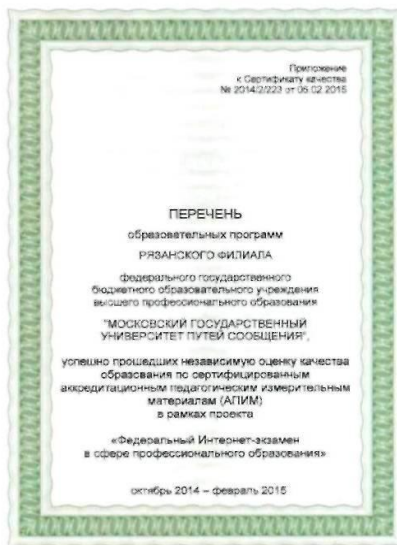 Приложение
к Сертификату качества
№ 2014/2/223 от 05.02.2015
ПЕРЕЧЕНЬ
образовательных программ
РЯЗАНСКОГО ФИЛИАЛА
федерального государственного
бюджетного образовательного учреждения
высшего профессионального образования
"МОСКОВСКИЙ ГОСУДАРСТВЕННЫЙ
УНИВЕРСИТЕТ ПУТЕЙ СООБЩЕНИЯ",
успешно прошедших независимую оценку качества
образования по сертифицированным
аккредитационным педагогическим измерительным
материалам (АПИМ)
в рамках проекта
«Федеральный Интернет-экзамен
в сфере профессионального образования»
октябрь 2014 – февраль 2015